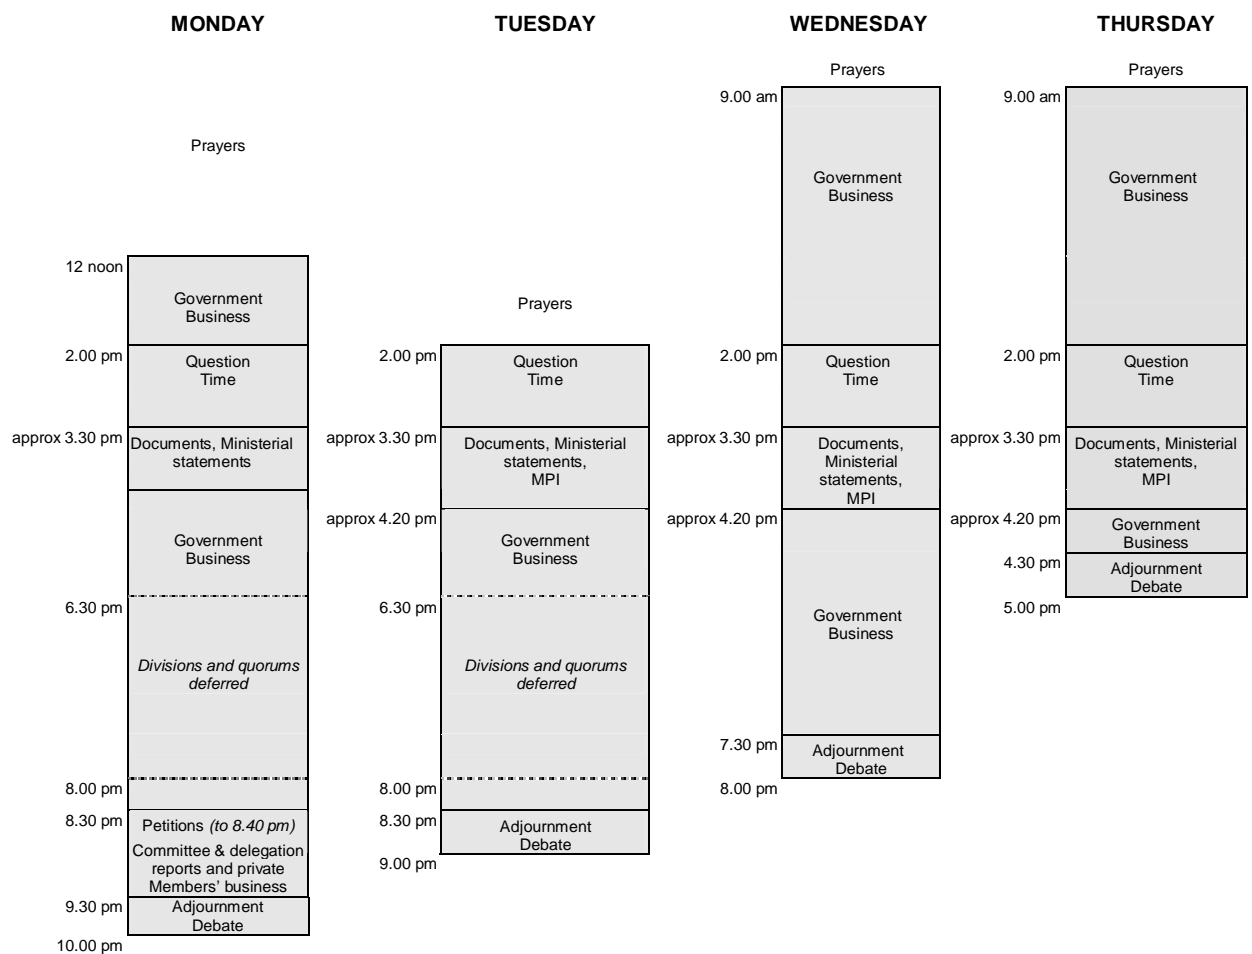 MONDAY
Prayers
12 noon
Government
Business
2.00 pm
Question
Time
approx 3.30 pm
Documents, Ministerial
statements
Government
Business
6.30 pm
Divisions and quorums
deferred
8.00 pm
8.30 pm
Petitions (to 8.40 pm)
Committee & delegation
reports and private
Members’ business
9.30 pm
Adjournment
Debate
10.00 pm
TUESDAY
Prayers
2.00 pm
Question
Time
approx 3.30 pm
Documents, Ministerial
statements,
MPI
approx 4.20 pm
Government
Business
6.30 pm
Divisions and quorums
deferred
8.00 pm
8.30 pm
Adjournment
Debate
9.00 pm
WEDNESDAY
Prayers
9.00 am
Government
Business
2.00 pm
Question
Time
approx 3.30 pm
Documents,
Ministerial
statements,
MPI
approx 4.20 pm
Government
Business
7.30 pm
Adjournment
Debate
8.00 pm
THURSDAY
Prayers
9.00 am
Government
Business
2.00 pm
Question
Time
approx 3.30 pm
Documents, Ministerial
statements,
MPI
approx 4.20 pm
Government
Business
4.30 pm
Adjournment
Debate
5.00 pm